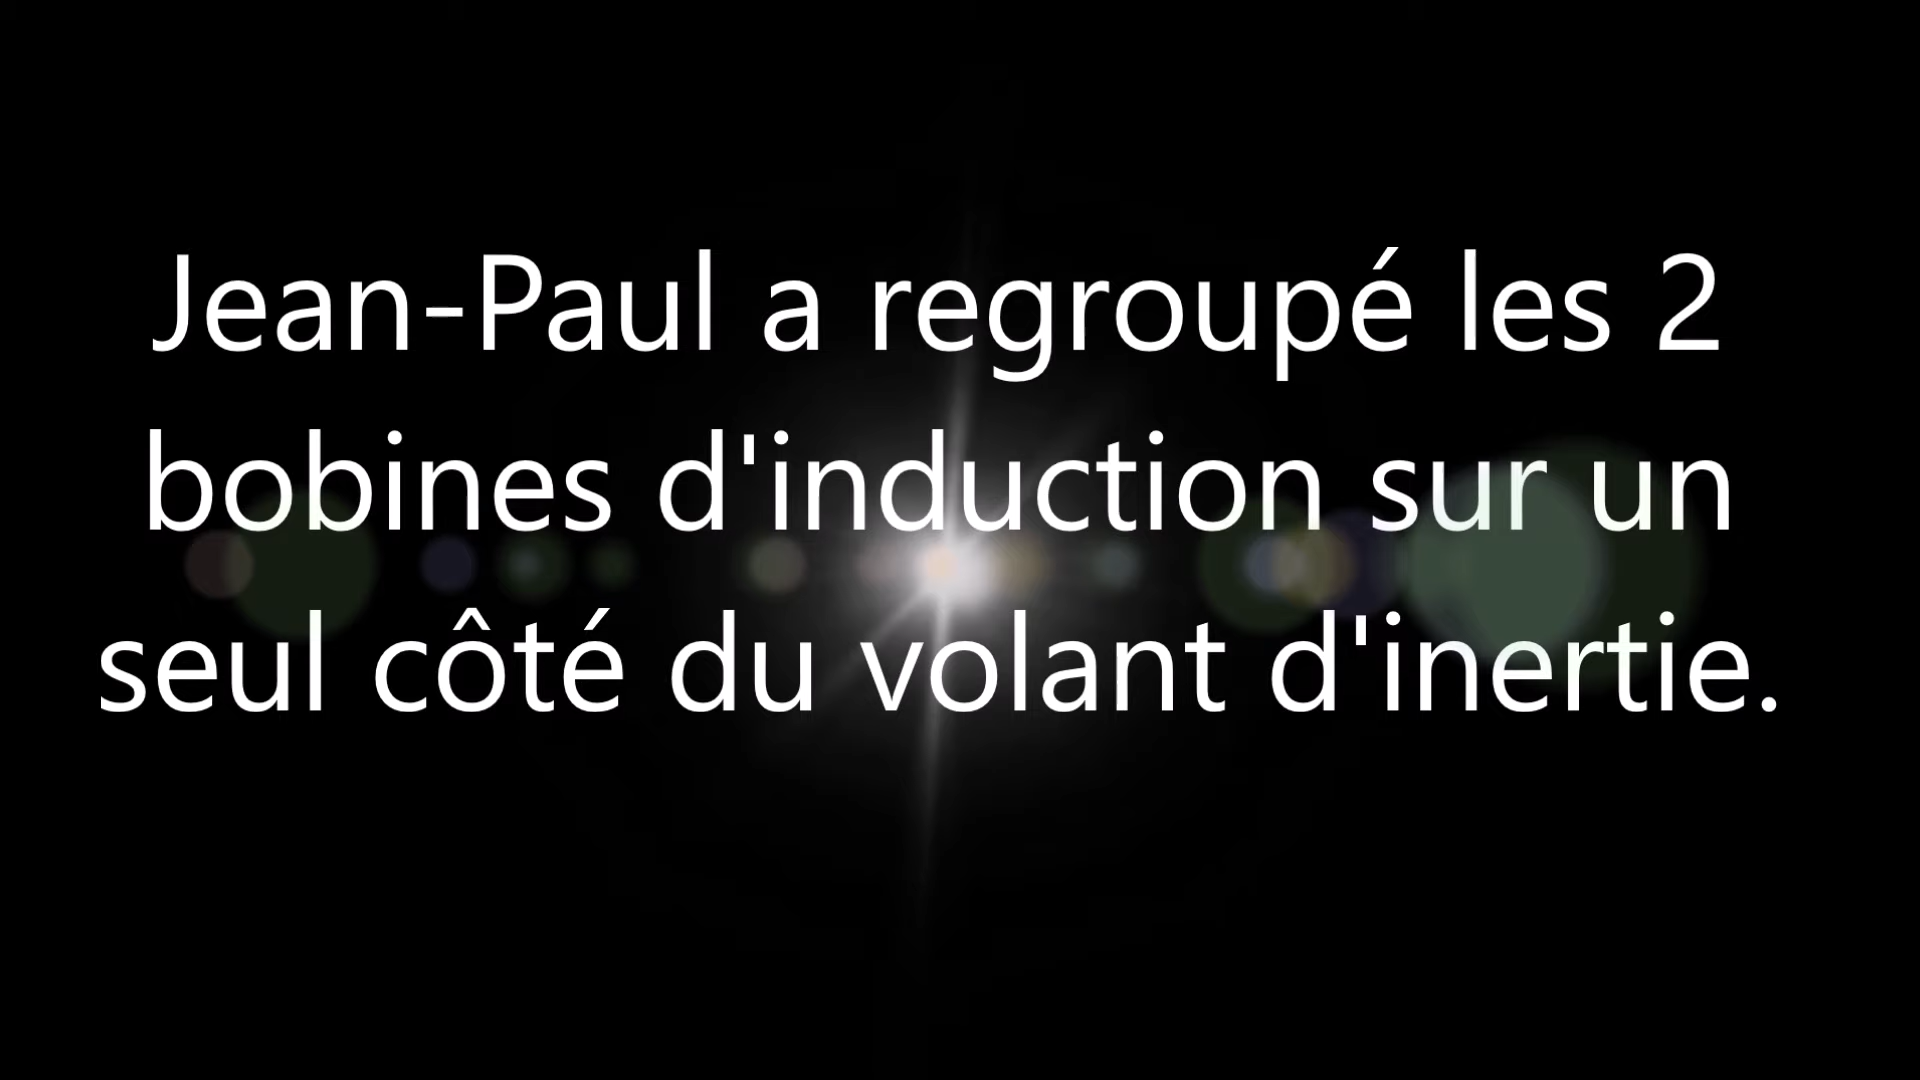 Jean-Paul a regroupé les 2
bobines d'induction sur un
seul côté du volant d'inertie.